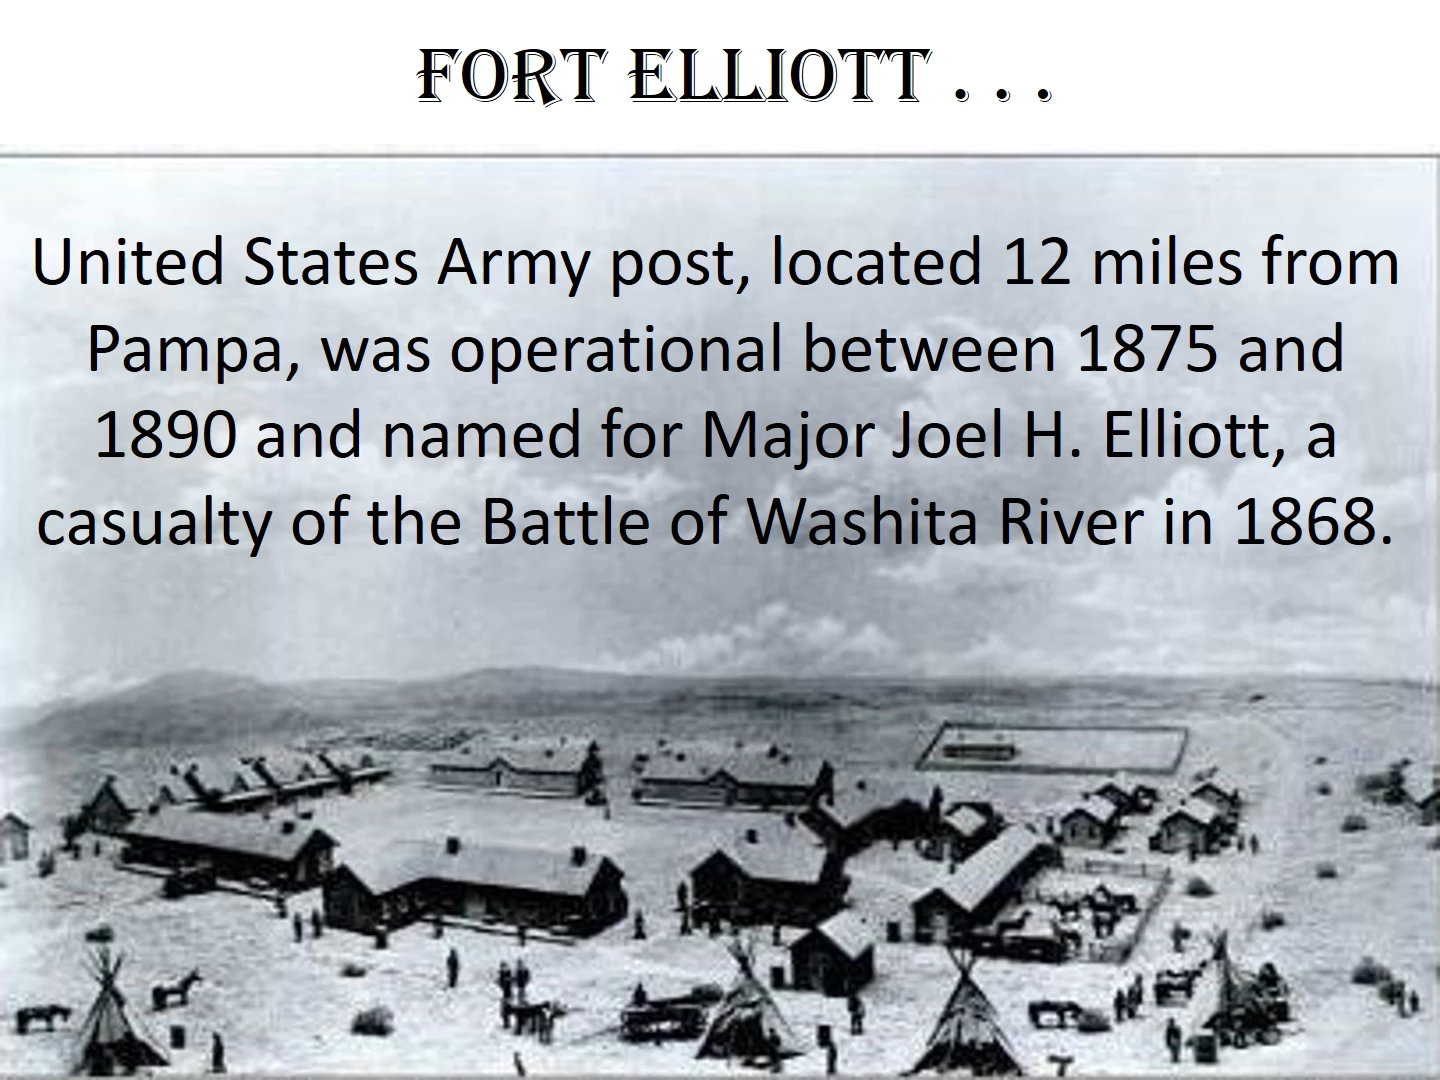 FORT ELLIOTT . . .
United States Army post, located 12 miles from
Pampa, was operational between 1875 and
1890 and named for Major Joel H. Elliott, a
casualty of the Battle of Washita River in 1868.